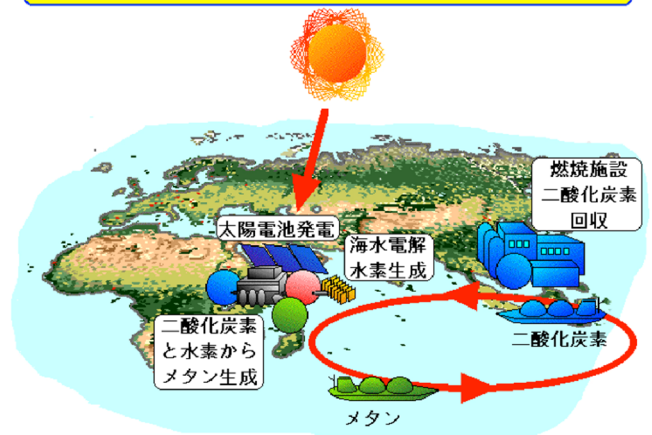 燃焼施設
二酸化炭素
回収
太陽電池発電
海水電解
水素生成
二酸化炭素
と水素から
メタン生成
二酸化炭素
メタン